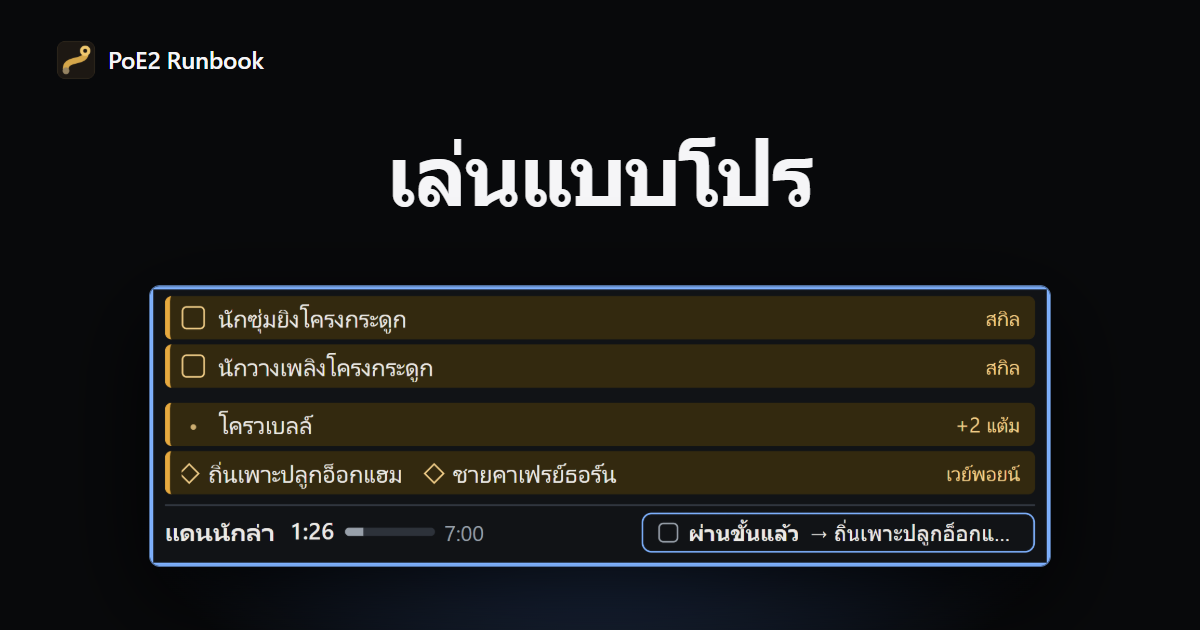 PoE2 Runbook
เล่นแบบโปร
นักซุ่มยิงโครงกระดูก สกิล
นักวางเพลิงโครงกระดูก สกิล
โครวเบลล์ +2 แต้ม
ถิ่นเพาะปลูกอ็อกแฮม ชายคาเฟรย์ธอร์น เวย์พอยน์
แดนนักล่า 1:26 7:00 ผ่านขั้นแล้ว → ถิ่นเพาะปลูกอ็อกแ...